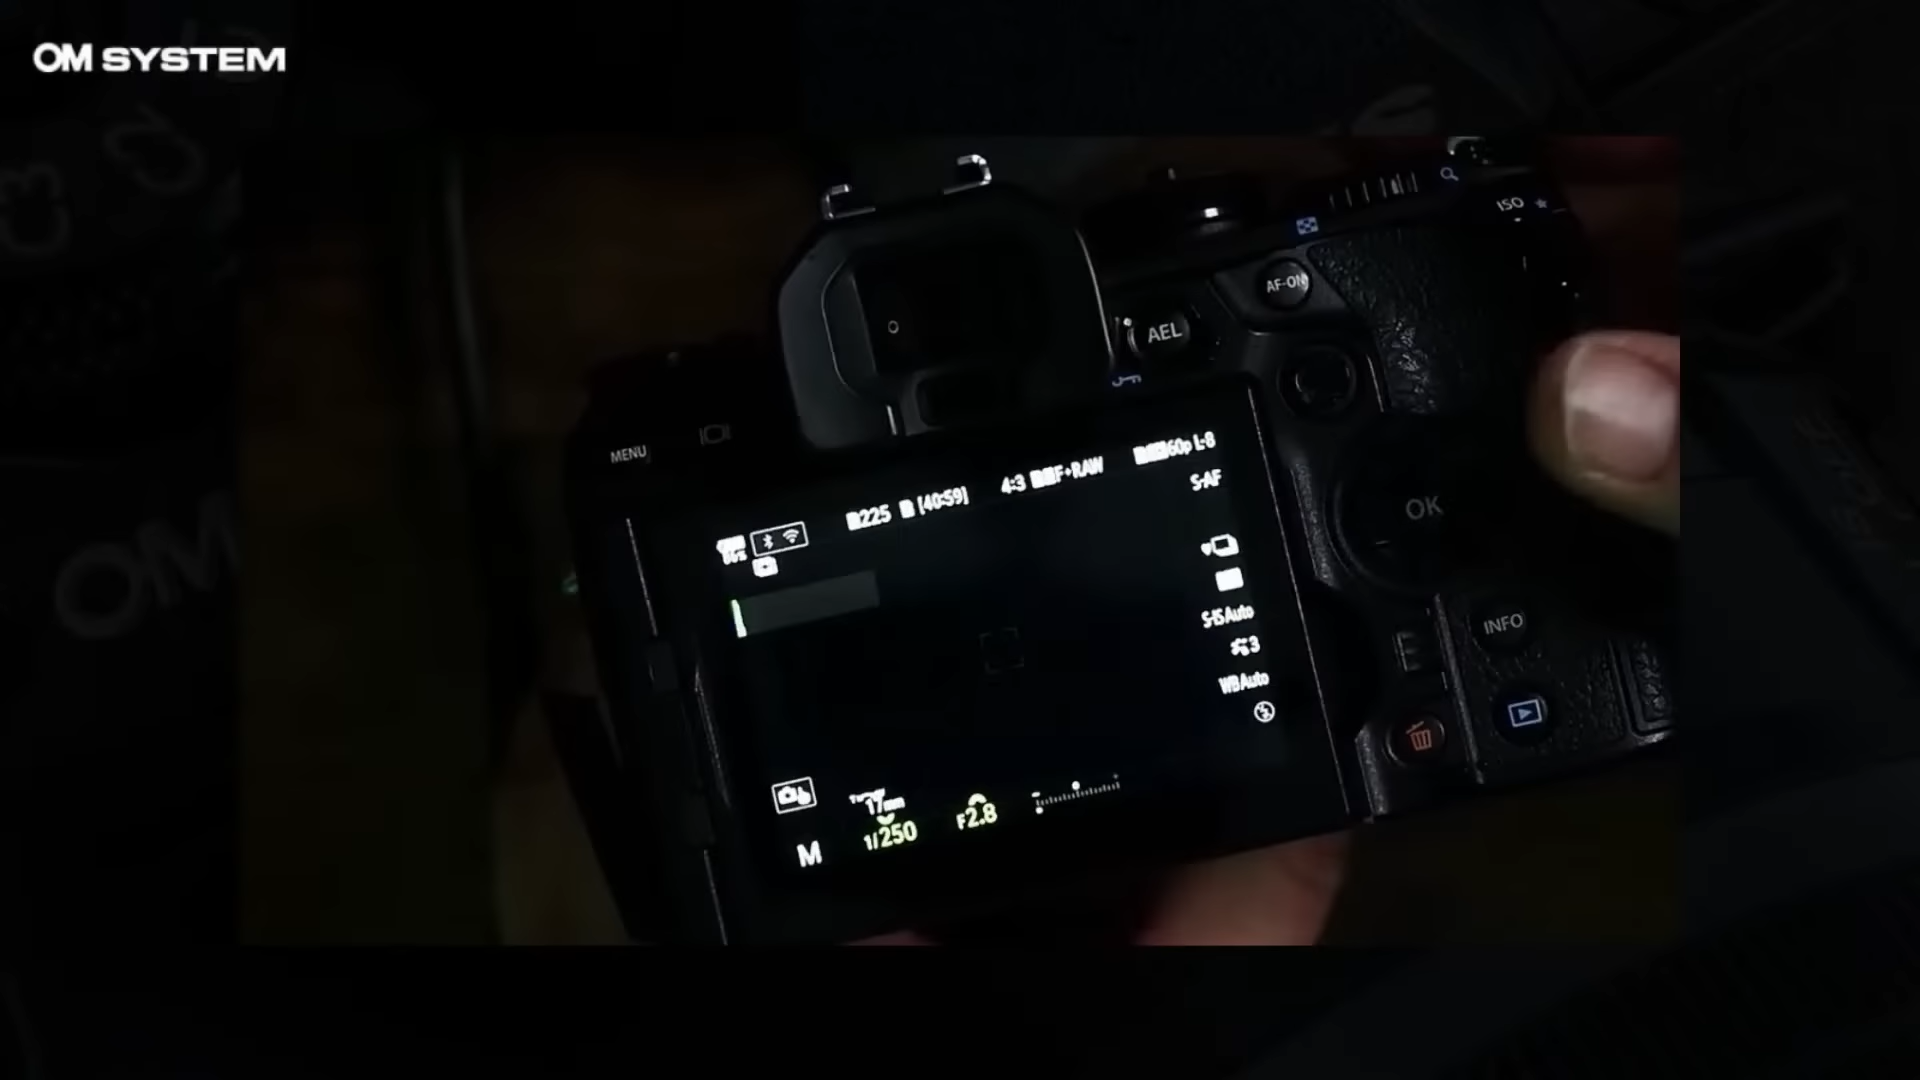 OM SYSTEM
ISO
AF-ON
AEL
MENU
225 [40:59] 4:3 F+RAW 60p L-8
S-AF
OK
S-IS Auto
3
INFO
WB Auto
17mm
M 1/250 F2.8
OM